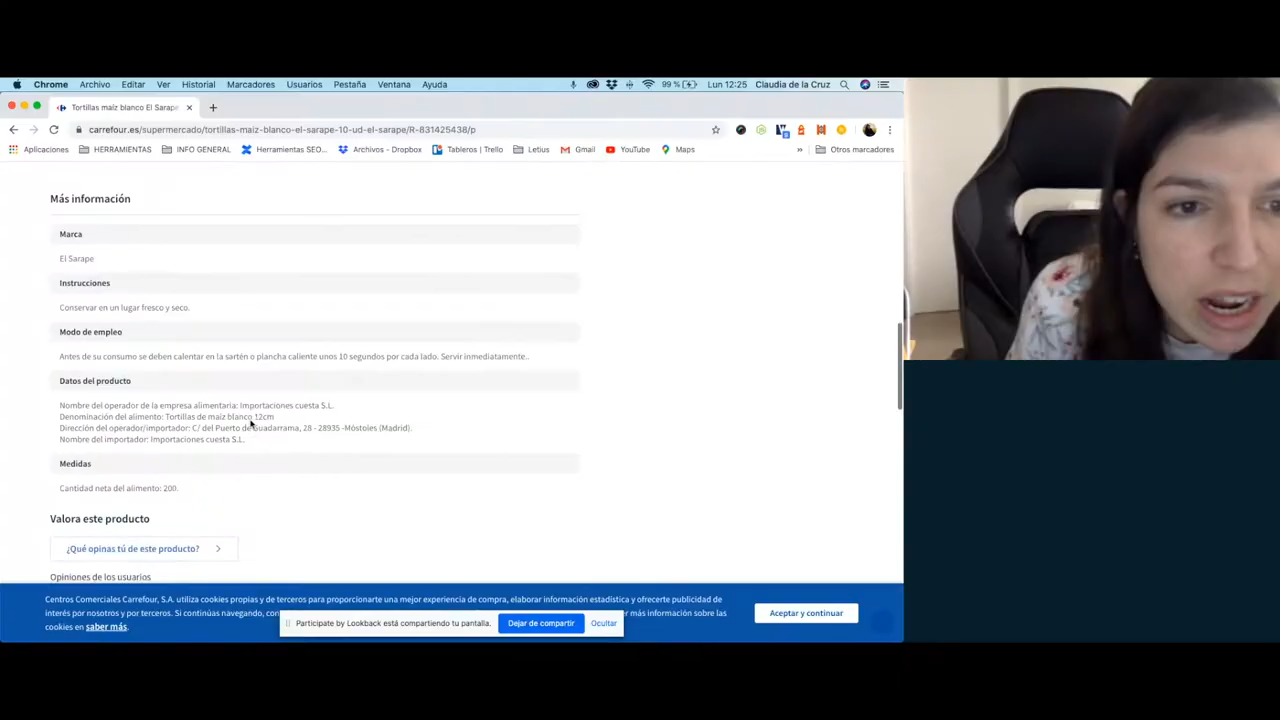 Chrome Archivo Editar Ver Historial Marcadores Usuarios Pestaña Ventana Ayuda 99 % Lun 12:25 Claudia de la Cruz
Tortillas maíz blanco El Sarape
carrefour.es/supermercado/tortillas-maiz-blanco-el-sarape-10-ud-el-sarape/R-831425438/p
Aplicaciones HERRAMIENTAS INFO GENERAL Herramientas SEO... Archivos - Dropbox Tableros | Trello Letius Gmail YouTube Maps » Otros marcadores
Más información
Marca
El Sarape
Instrucciones
Conservar en un lugar fresco y seco.
Modo de empleo
Antes de su consumo se deben calentar en la sartén o plancha caliente unos 10 segundos por cada lado. Servir inmediatamente..
Datos del producto
Nombre del operador de la empresa alimentaria: Importaciones cuesta S.L.
Denominación del alimento: Tortillas de maíz blanco 12cm
Dirección del operador/importador: C/ del Puerto de Guadarrama, 28 - 28935 -Móstoles (Madrid).
Nombre del importador: Importaciones cuesta S.L.
Medidas
Cantidad neta del alimento: 200.
Valora este producto
¿Qué opinas tú de este producto?
Opiniones de los usuarios
Centros Comerciales Carrefour, S.A. utiliza cookies propias y de terceros para proporcionarte una mejor experiencia de compra, elaborar información estadística y ofrecerte publicidad de
interés por nosotros y por terceros. Si continúas navegando, con
er más información sobre las
cookies en saber más.
Aceptar y continuar
Participate by Lookback está compartiendo tu pantalla. Dejar de compartir Ocultar